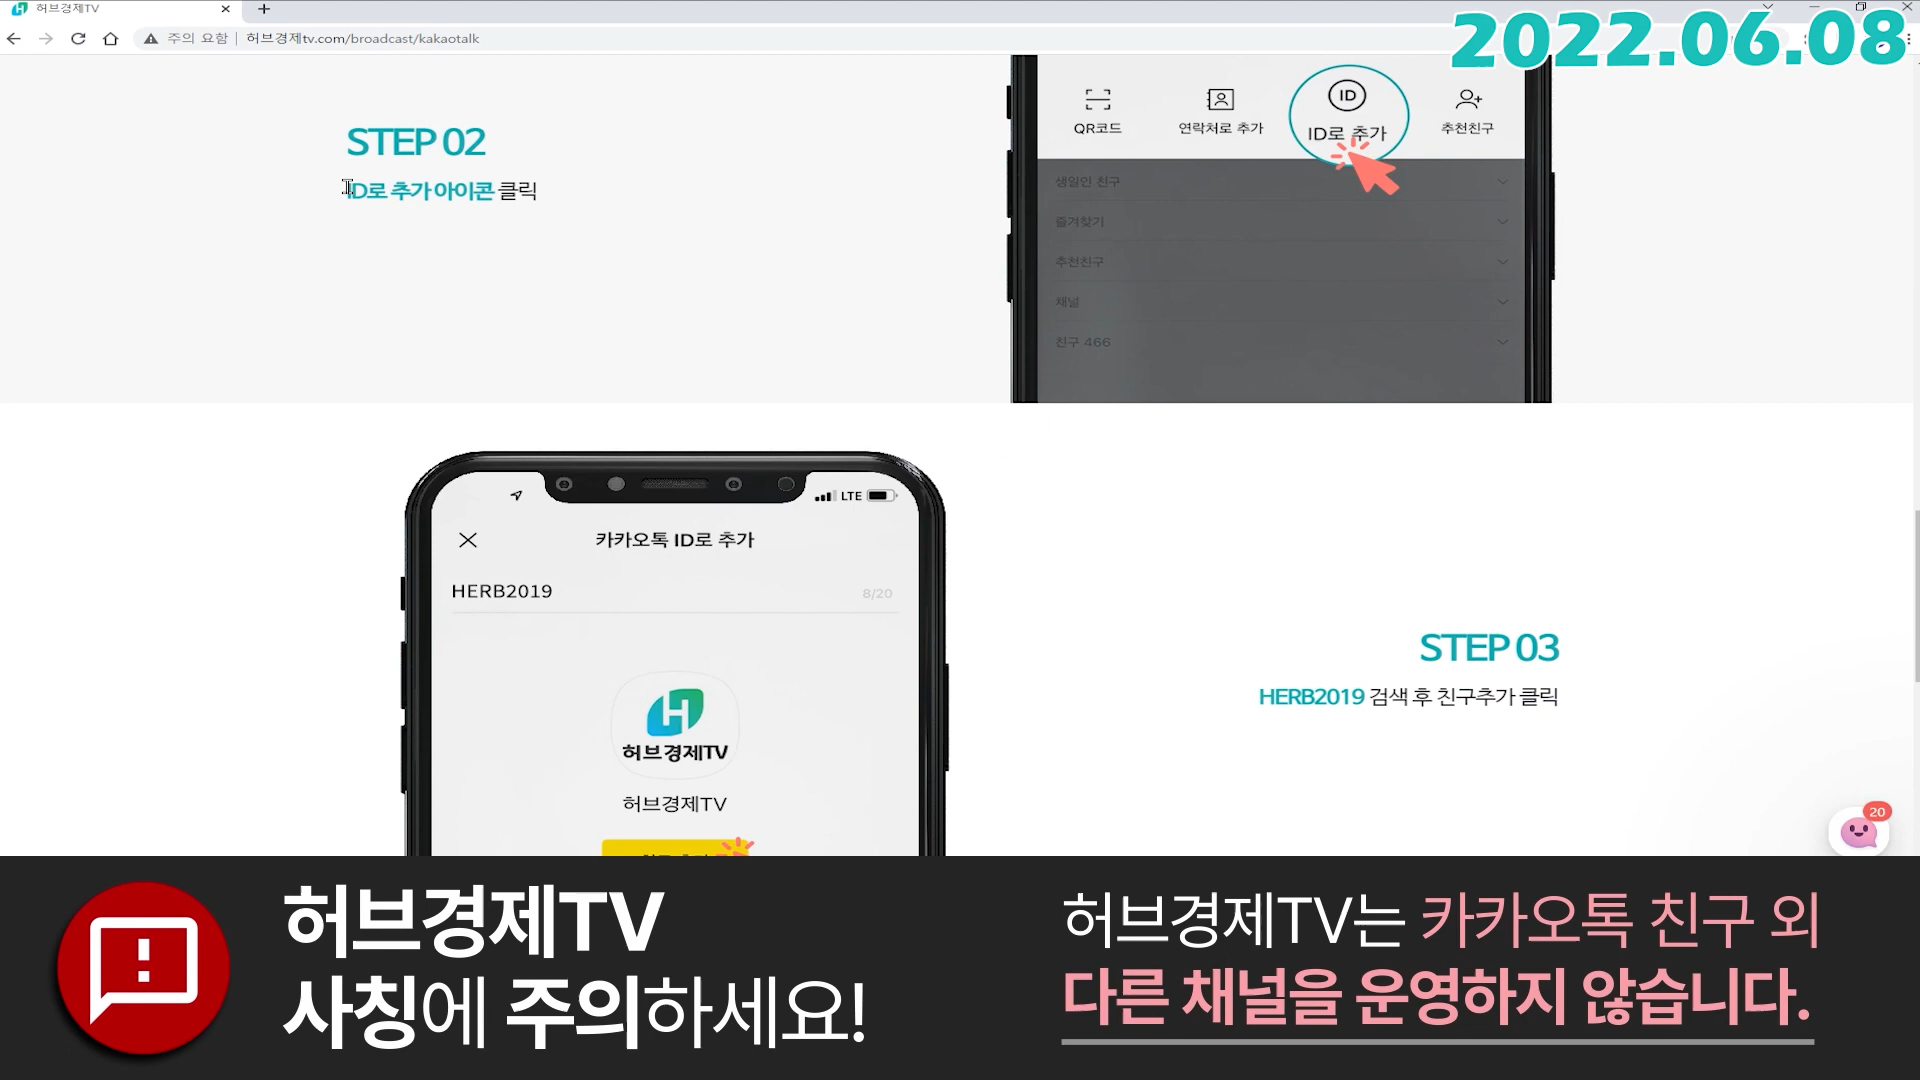 허브경제TV
주의 요함
허브경제tv.com/broadcast/kakaotalk
2022.06.08
STEP 02
ID로 추가 아이콘 클릭
QR코드
연락처로 추가
ID
ID로 추가
추천친구
생일인 친구
즐겨찾기
추천친구
채널
친구 466
LTE
카카오톡 ID로 추가
HERB2019
8/20
허브경제TV
허브경제TV
STEP 03
HERB2019 검색 후 친구추가 클릭
20
허브경제TV
사칭에 주의하세요!
허브경제TV는 카카오톡 친구 외
다른 채널을 운영하지 않습니다.